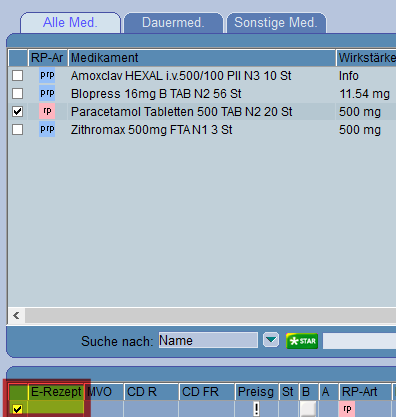 Alle Med. Dauermed. Sonstige Med.
RP-Ar Medikament Wirkstärke
prp Amoxclav HEXAL i.v.500/100 PII N3 10 St Info
prp Blopress 16mg B TAB N2 56 St 11.54 mg
rp Paracetamol Tabletten 500 TAB N2 20 St 500 mg
prp Zithromax 500mg FTA N1 3 St 500 mg
Suche nach: Name STAR
E-Rezept MVO CD R CD FR Preisg St B A RP-Art
! rp